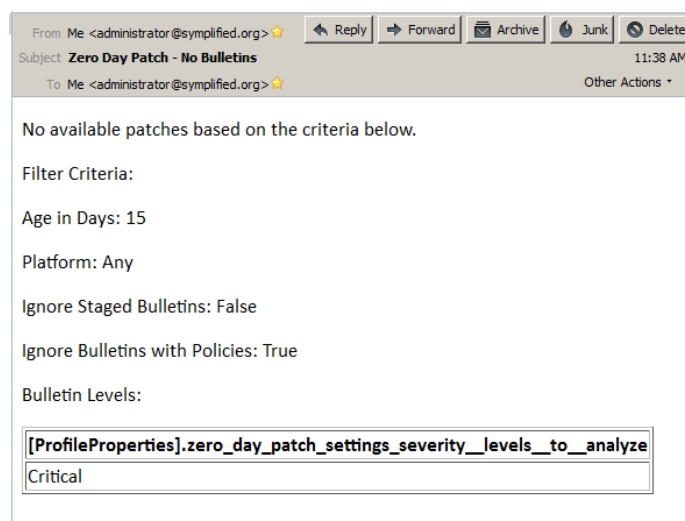 From Me <administrator@symplified.org> Reply Forward Archive Junk Delete
Subject Zero Day Patch - No Bulletins 11:38 AM
To Me <administrator@symplified.org> Other Actions
No available patches based on the criteria below.
Filter Criteria:
Age in Days: 15
Platform: Any
Ignore Staged Bulletins: False
Ignore Bulletins with Policies: True
Bulletin Levels:
[ProfileProperties].zero_day_patch_settings_severity__levels__to__analyze
Critical